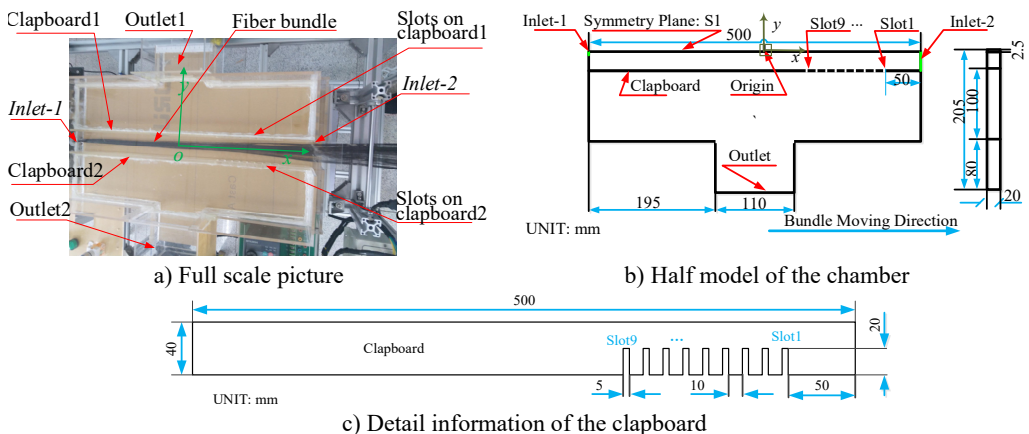 Clapboard1
Outlet1
Fiber bundle
Slots on
clapboard1
Inlet-1
Inlet-2
y
o
x
Clapboard2
Outlet2
Slots on
clapboard2
a) Full scale picture
Inlet-1
Symmetry Plane: S1
y
Slot9 ...
Slot1
Inlet-2
500
x
2.5
50
Clapboard
Origin
205
100
Outlet
80
195
110
20
UNIT: mm
Bundle Moving Direction
b) Half model of the chamber
500
40
Clapboard
Slot9
...
Slot1
20
5
10
50
UNIT: mm
c) Detail information of the clapboard